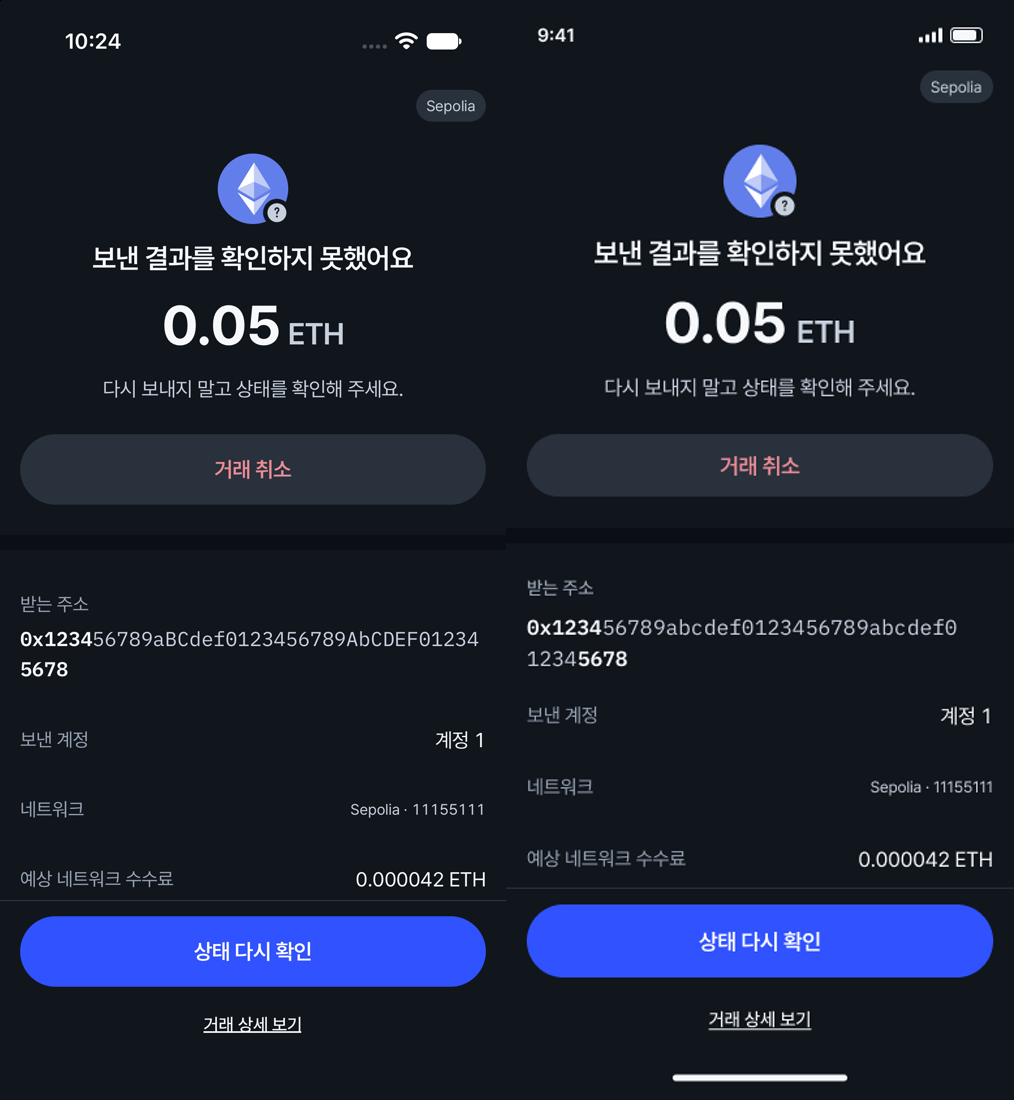 10:24
Sepolia
?
보낸 결과를 확인하지 못했어요
0.05 ETH
다시 보내지 말고 상태를 확인해 주세요.
거래 취소
받는 주소
0x123456789aBCdef0123456789AbCDEF01234
5678
보낸 계정 계정 1
네트워크 Sepolia · 11155111
예상 네트워크 수수료 0.000042 ETH
상태 다시 확인
거래 상세 보기
9:41
Sepolia
?
보낸 결과를 확인하지 못했어요
0.05 ETH
다시 보내지 말고 상태를 확인해 주세요.
거래 취소
받는 주소
0x123456789abcdef0123456789abcdef0
12345678
보낸 계정 계정 1
네트워크 Sepolia · 11155111
예상 네트워크 수수료 0.000042 ETH
상태 다시 확인
거래 상세 보기